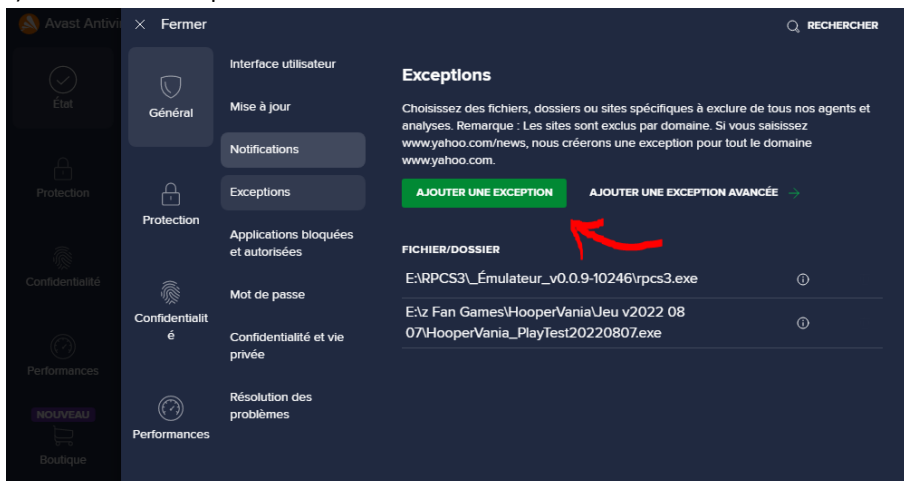 Avast Antivi
Fermer
RECHERCHER
État
Protection
Confidentialité
Performances
NOUVEAU
Boutique
Général
Protection
Confidentialit
é
Performances
Interface utilisateur
Mise à jour
Notifications
Exceptions
Applications bloquées
et autorisées
Mot de passe
Confidentialité et vie
privée
Résolution des
problèmes
Exceptions
Choisissez des fichiers, dossiers ou sites spécifiques à exclure de tous nos agents et
analyses. Remarque : Les sites sont exclus par domaine. Si vous saisissez
www.yahoo.com/news, nous créerons une exception pour tout le domaine
www.yahoo.com.
AJOUTER UNE EXCEPTION
AJOUTER UNE EXCEPTION AVANCÉE
FICHIER/DOSSIER
E:\RPCS3\_Émulateur_v0.0.9-10246\rpcs3.exe
E:\z Fan Games\HooperVania\Jeu v2022 08
07\HooperVania_PlayTest20220807.exe